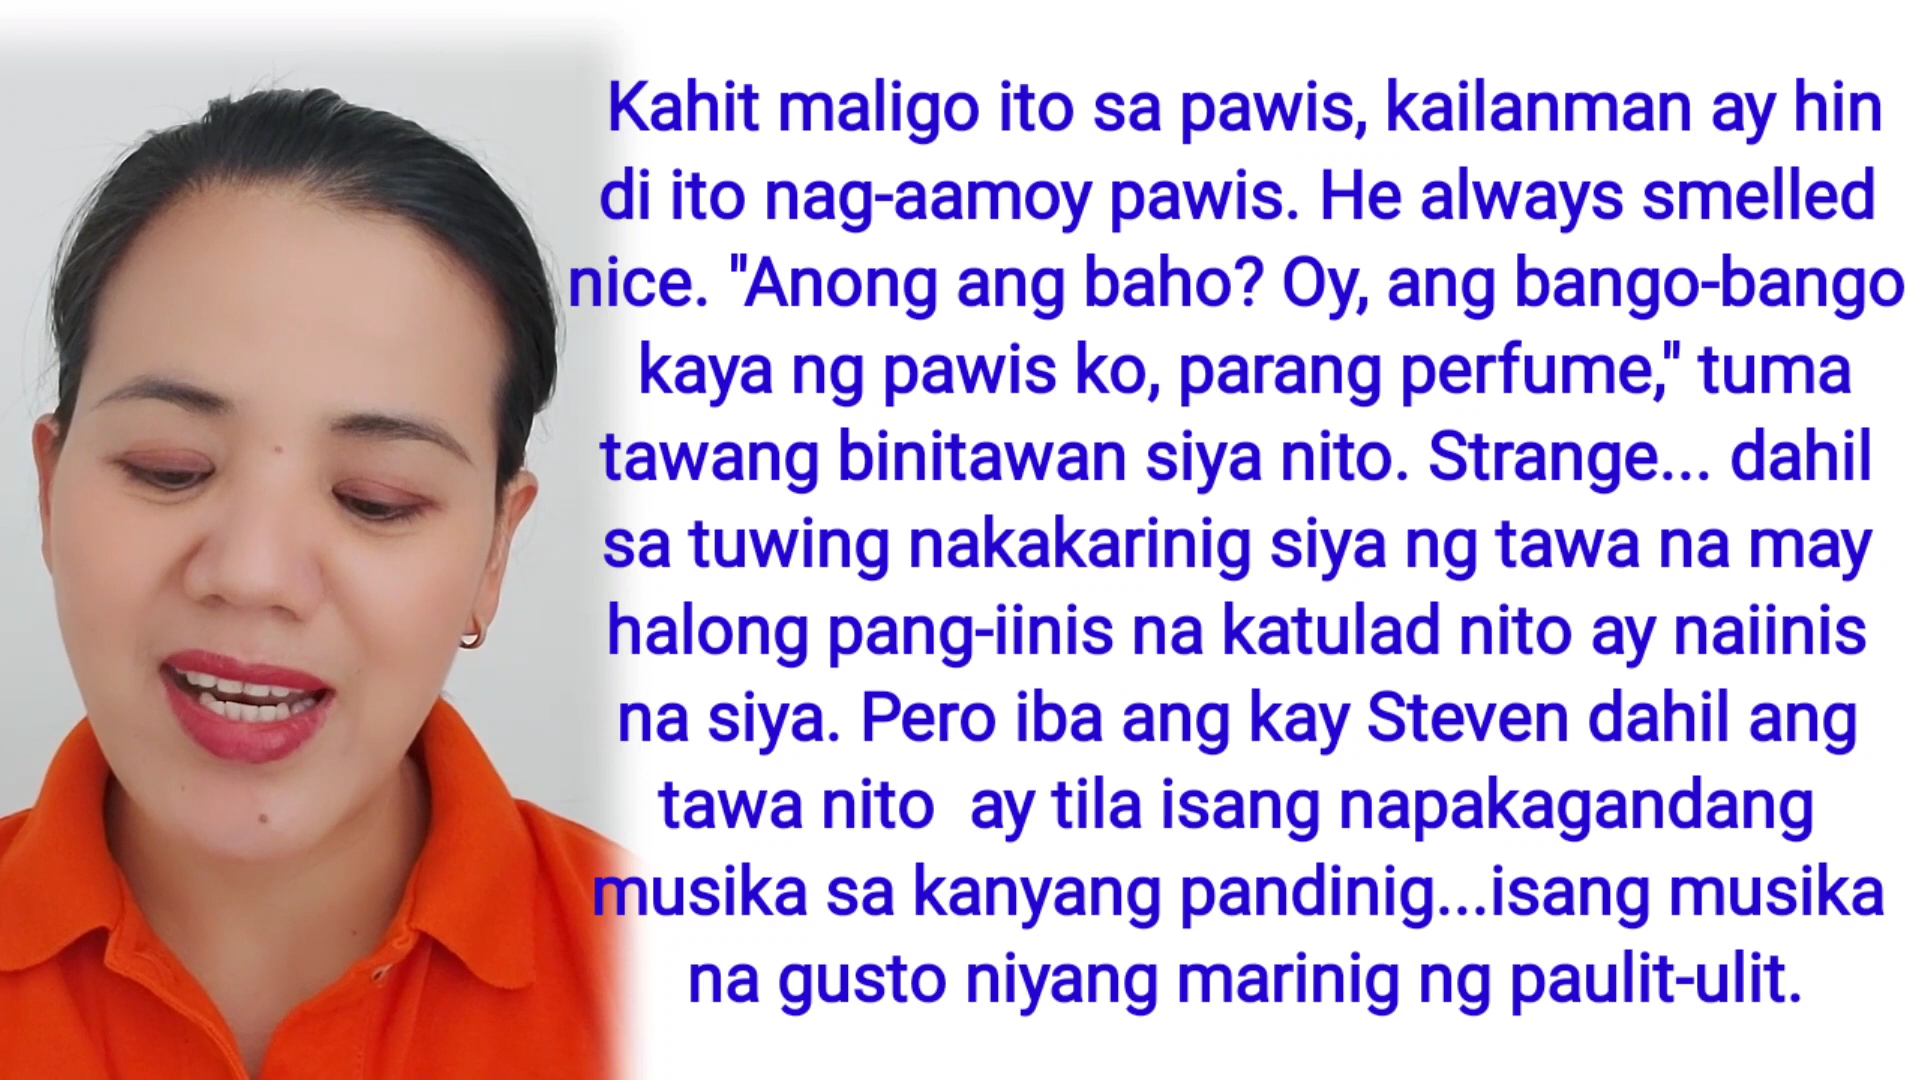 Kahit maligo ito sa pawis, kailanman ay hin
di ito nag-aamoy pawis. He always smelled
nice. "Anong ang baho? Oy, ang bango-bango
kaya ng pawis ko, parang perfume," tuma
tawang binitawan siya nito. Strange... dahil
sa tuwing nakakarinig siya ng tawa na may
halong pang-iinis na katulad nito ay naiinis
na siya. Pero iba ang kay Steven dahil ang
tawa nito  ay tila isang napakagandang
musika sa kanyang pandinig...isang musika
na gusto niyang marinig ng paulit-ulit.